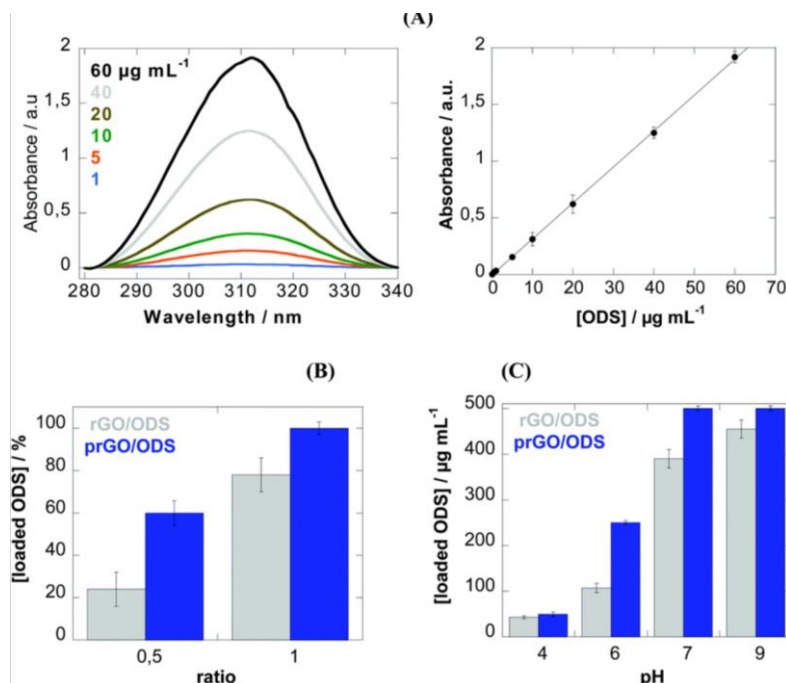 (A)
2
1,5
1
0,5
0
60 µg mL⁻¹
40
20
10
5
1
Absorbance / a.u
280 290 300 310 320 330 340
Wavelength / nm
2
1.5
1
0.5
0
Absorbance / a.u.
0 10 20 30 40 50 60 70
[ODS] / µg mL⁻¹
(B)
rGO/ODS
prGO/ODS
100
80
60
40
20
0
[loaded ODS] / %
0,5 1
ratio
(C)
rGO/ODS
prGO/ODS
500
400
300
200
100
0
[loaded ODS] / µg mL⁻¹
4 6 7 9
pH